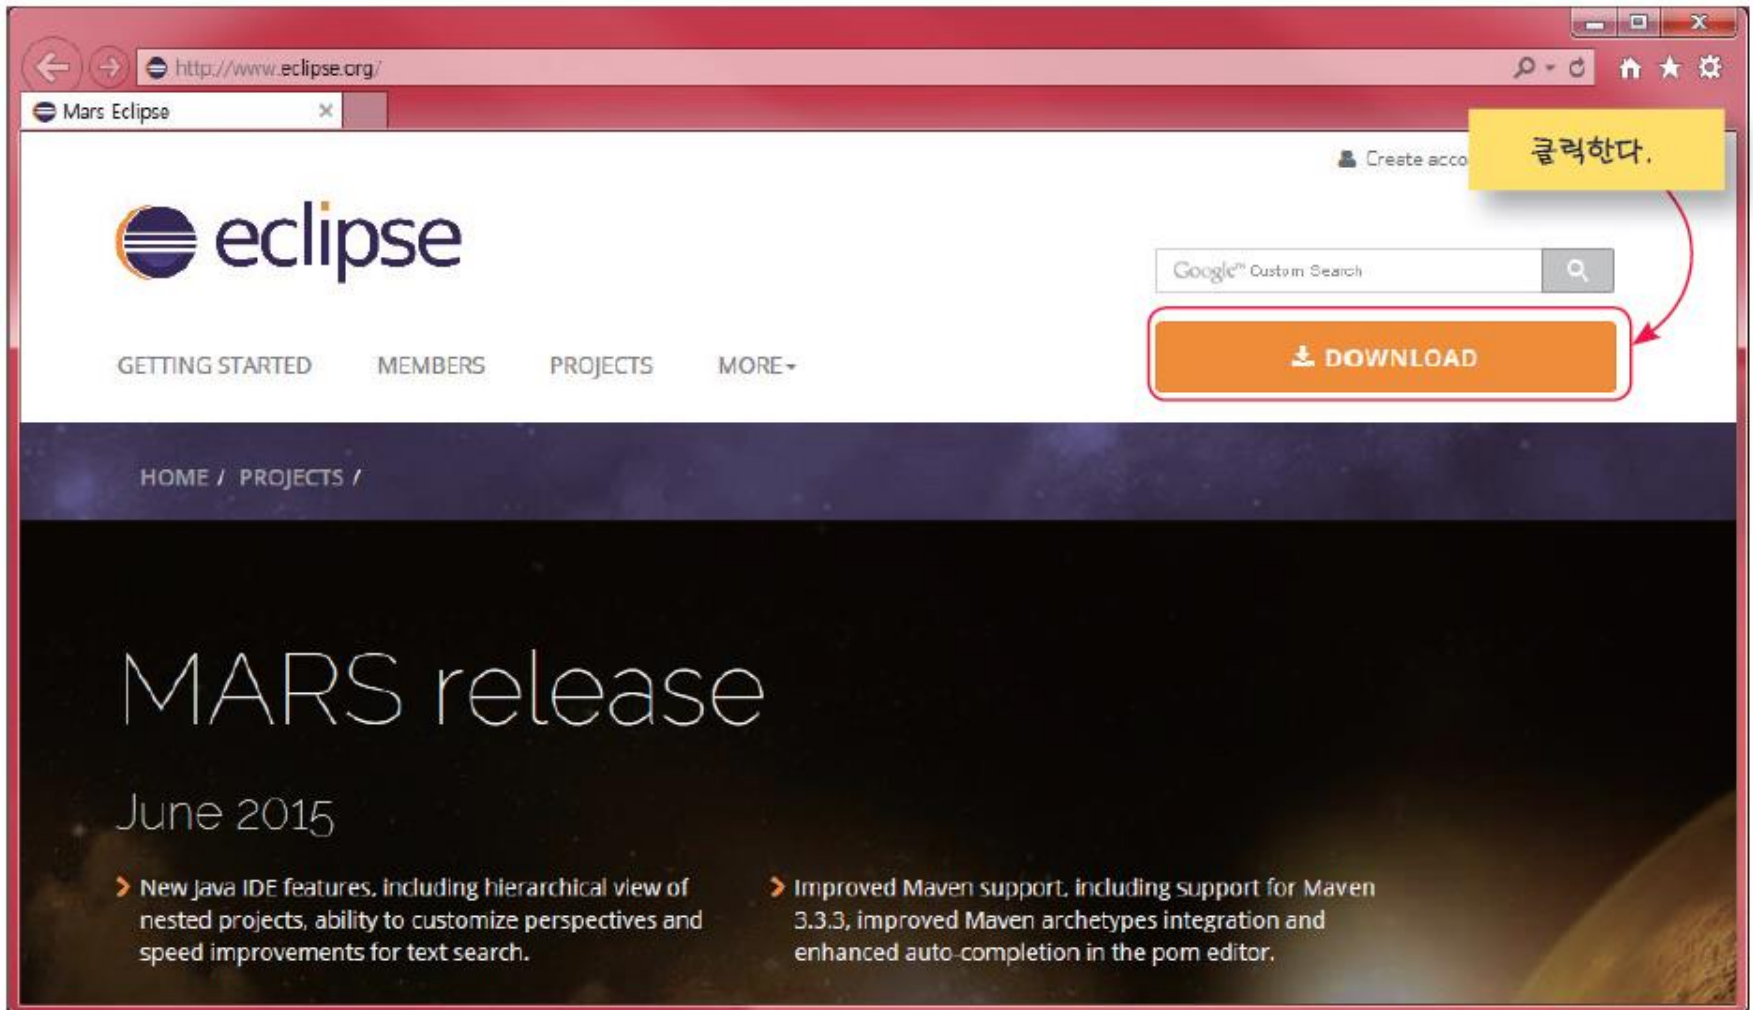 http://www.eclipse.org/
Mars Eclipse
클릭한다.
Create acco
eclipse
Google™ Custom Search
DOWNLOAD
GETTING STARTED MEMBERS PROJECTS MORE
HOME / PROJECTS /
MARS release
June 2015
New Java IDE features, including hierarchical view of
nested projects, ability to customize perspectives and
speed improvements for text search.
Improved Maven support, including support for Maven
3.3.3, improved Maven archetypes integration and
enhanced auto-completion in the pom editor.